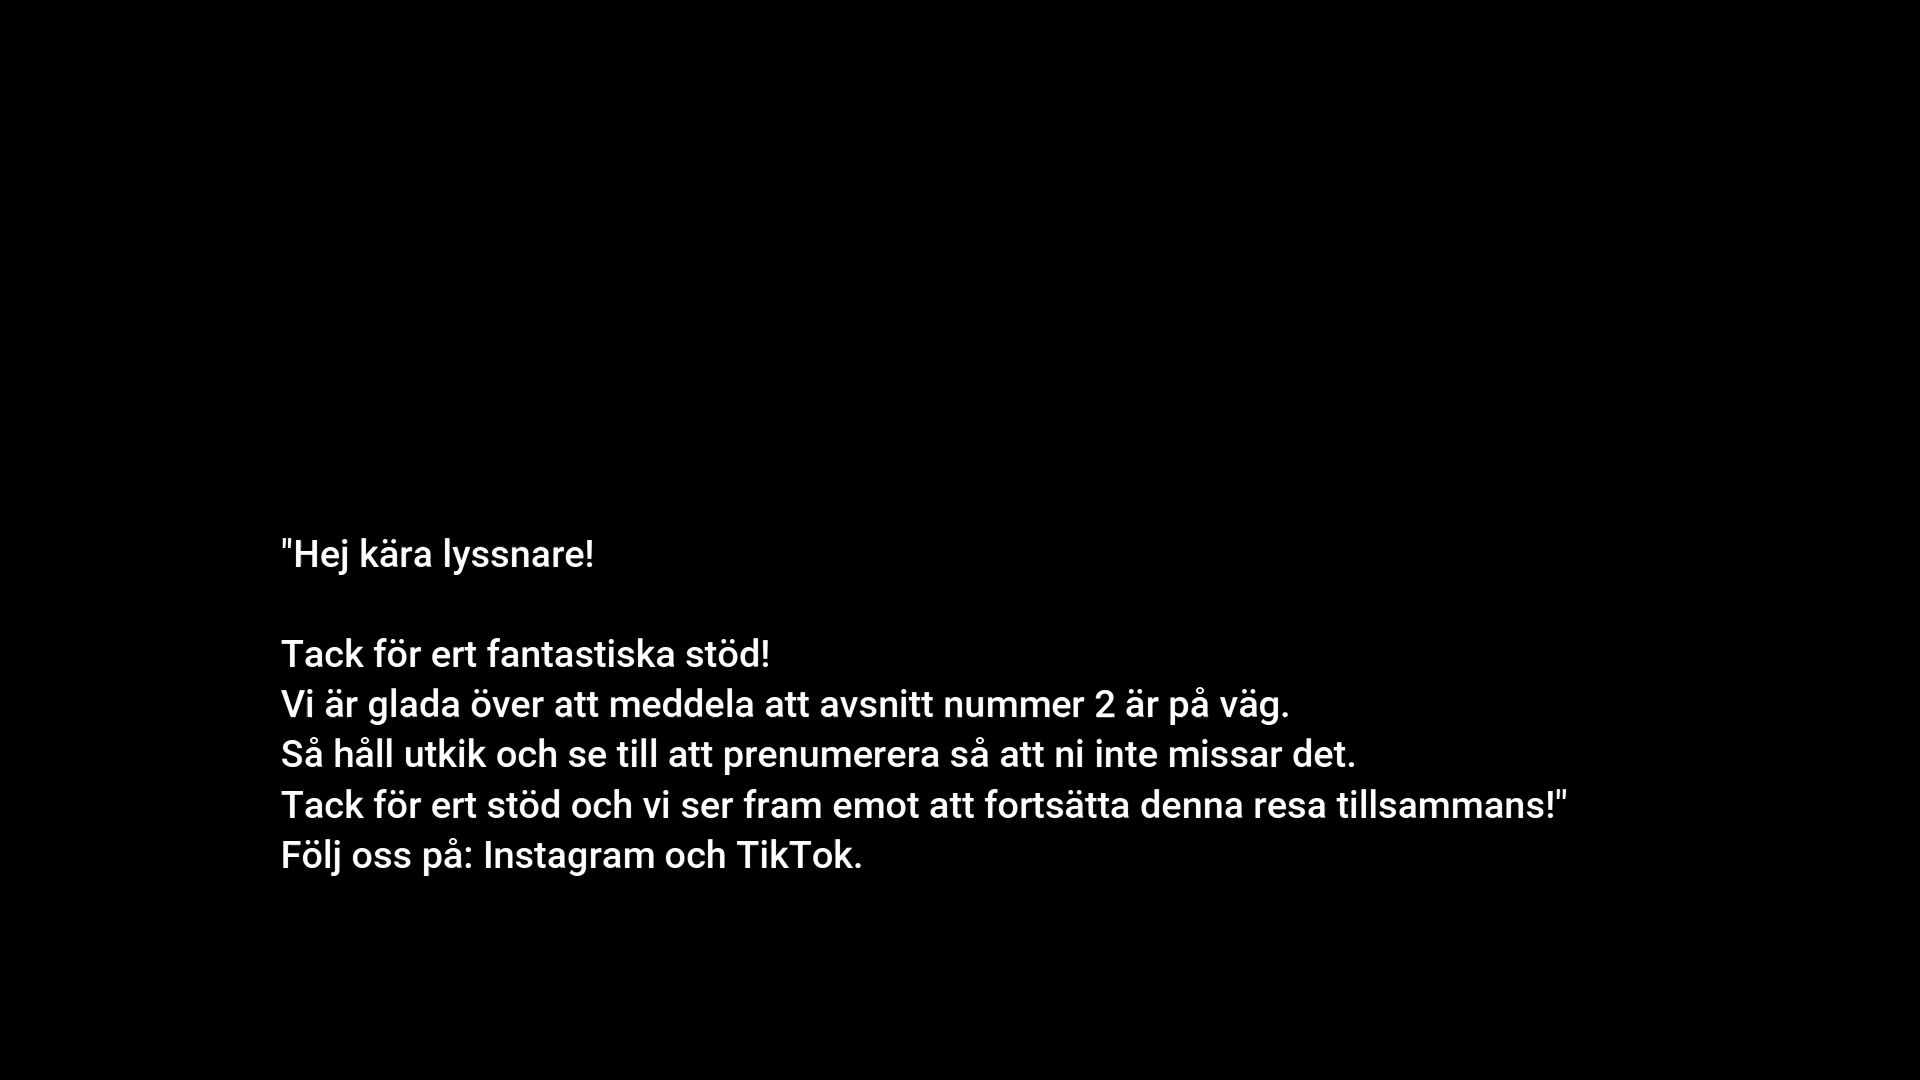 "Hej kära lyssnare!
Tack för ert fantastiska stöd!
Vi är glada över att meddela att avsnitt nummer 2 är på väg.
Så håll utkik och se till att prenumerera så att ni inte missar det.
Tack för ert stöd och vi ser fram emot att fortsätta denna resa tillsammans!"
Följ oss på: Instagram och TikTok.